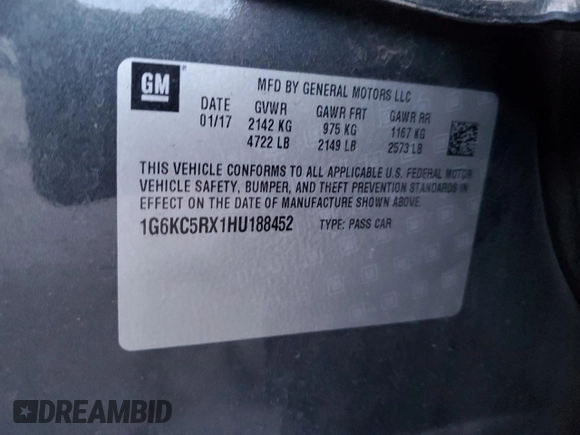 GM
MFD BY GENERAL MOTORS LLC
DATE GVWR GAWR FRT GAWR RR
01/17 2142 KG 975 KG 1167 KG
4722 LB 2149 LB 2573 LB
THIS VEHICLE CONFORMS TO ALL APPLICABLE U.S. FEDERAL MOTOR
VEHICLE SAFETY, BUMPER, AND THEFT PREVENTION STANDARDS IN
EFFECT ON THE DATE OF MANUFACTURE SHOWN ABOVE.
1G6KC5RX1HU188452 TYPE: PASS CAR
DREAMBID